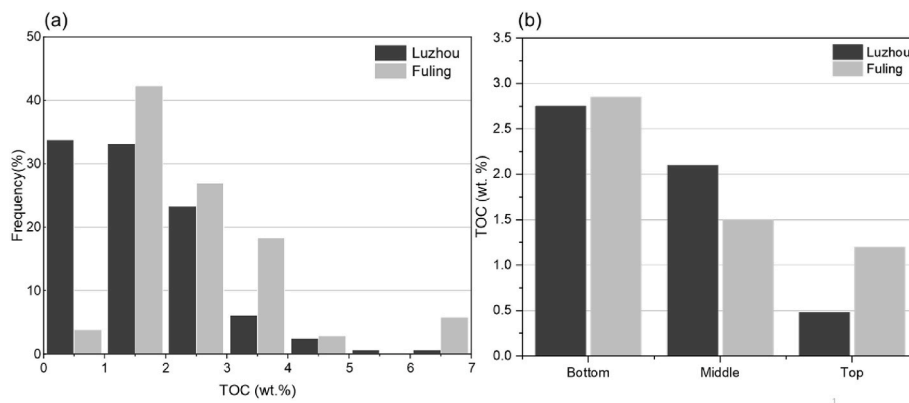 (a)
50
40
30
20
10
0
Frequency(%)
Luzhou
Fuling
0 1 2 3 4 5 6 7
TOC (wt.%)
(b)
3.5
3.0
2.5
2.0
1.5
1.0
0.5
0.0
TOC (wt. %)
Luzhou
Fuling
Bottom Middle Top